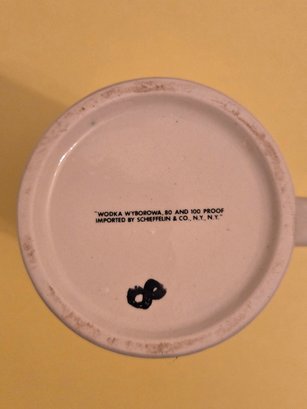 "WODKA WYBOROWA, 80 AND 100 PROOF
IMPORTED BY SCHIEFFELIN & CO., N.Y., N.Y."